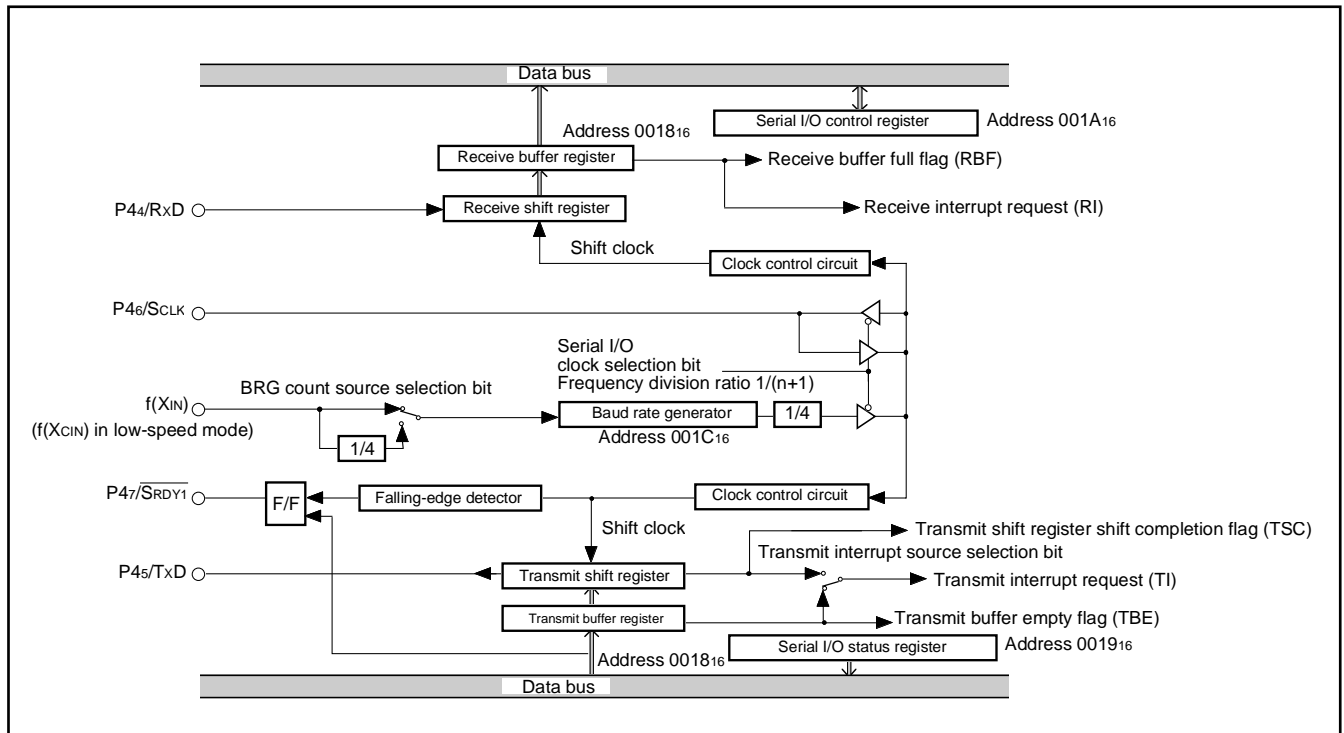 Data bus
Serial I/O control register
Address 001A16
Address 001816
Receive buffer register
Receive buffer full flag (RBF)
P44/RXD
Receive shift register
Receive interrupt request (RI)
Shift clock
Clock control circuit
P46/SCLK
Serial I/O
clock selection bit
Frequency division ratio 1/(n+1)
BRG count source selection bit
f(XIN)
(f(XCIN) in low-speed mode)
1/4
Baud rate generator
1/4
Address 001C16
P47/SRDY1
F/F
Falling-edge detector
Clock control circuit
Shift clock
Transmit shift register shift completion flag (TSC)
Transmit interrupt source selection bit
P45/TXD
Transmit shift register
Transmit interrupt request (TI)
Transmit buffer register
Transmit buffer empty flag (TBE)
Serial I/O status register
Address 001916
Address 001816
Data bus